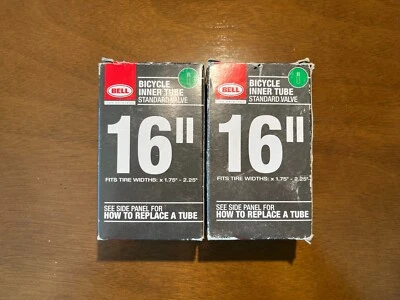 BELL
BICYCLE
INNER TUBE
STANDARD VALVE
16"
FITS TIRE WIDTHS: x 1.75" - 2.25"
SEE SIDE PANEL FOR
HOW TO REPLACE A TUBE
BELL
BICYCLE
INNER TUBE
STANDARD VALVE
16"
FITS TIRE WIDTHS: x 1.75" - 2.25"
SEE SIDE PANEL FOR
HOW TO REPLACE A TUBE